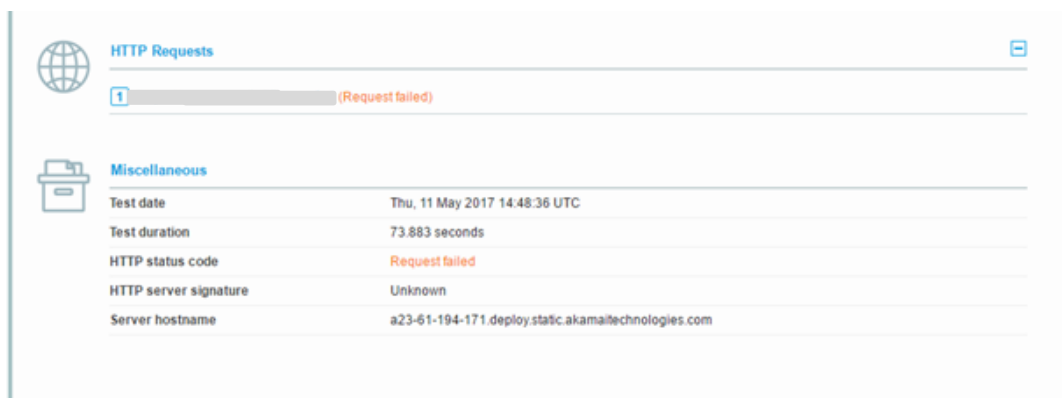 HTTP Requests
1 (Request failed)
Miscellaneous
Test date Thu, 11 May 2017 14:48:36 UTC
Test duration 73.883 seconds
HTTP status code Request failed
HTTP server signature Unknown
Server hostname a23-61-194-171.deploy.static.akamaitechnologies.com